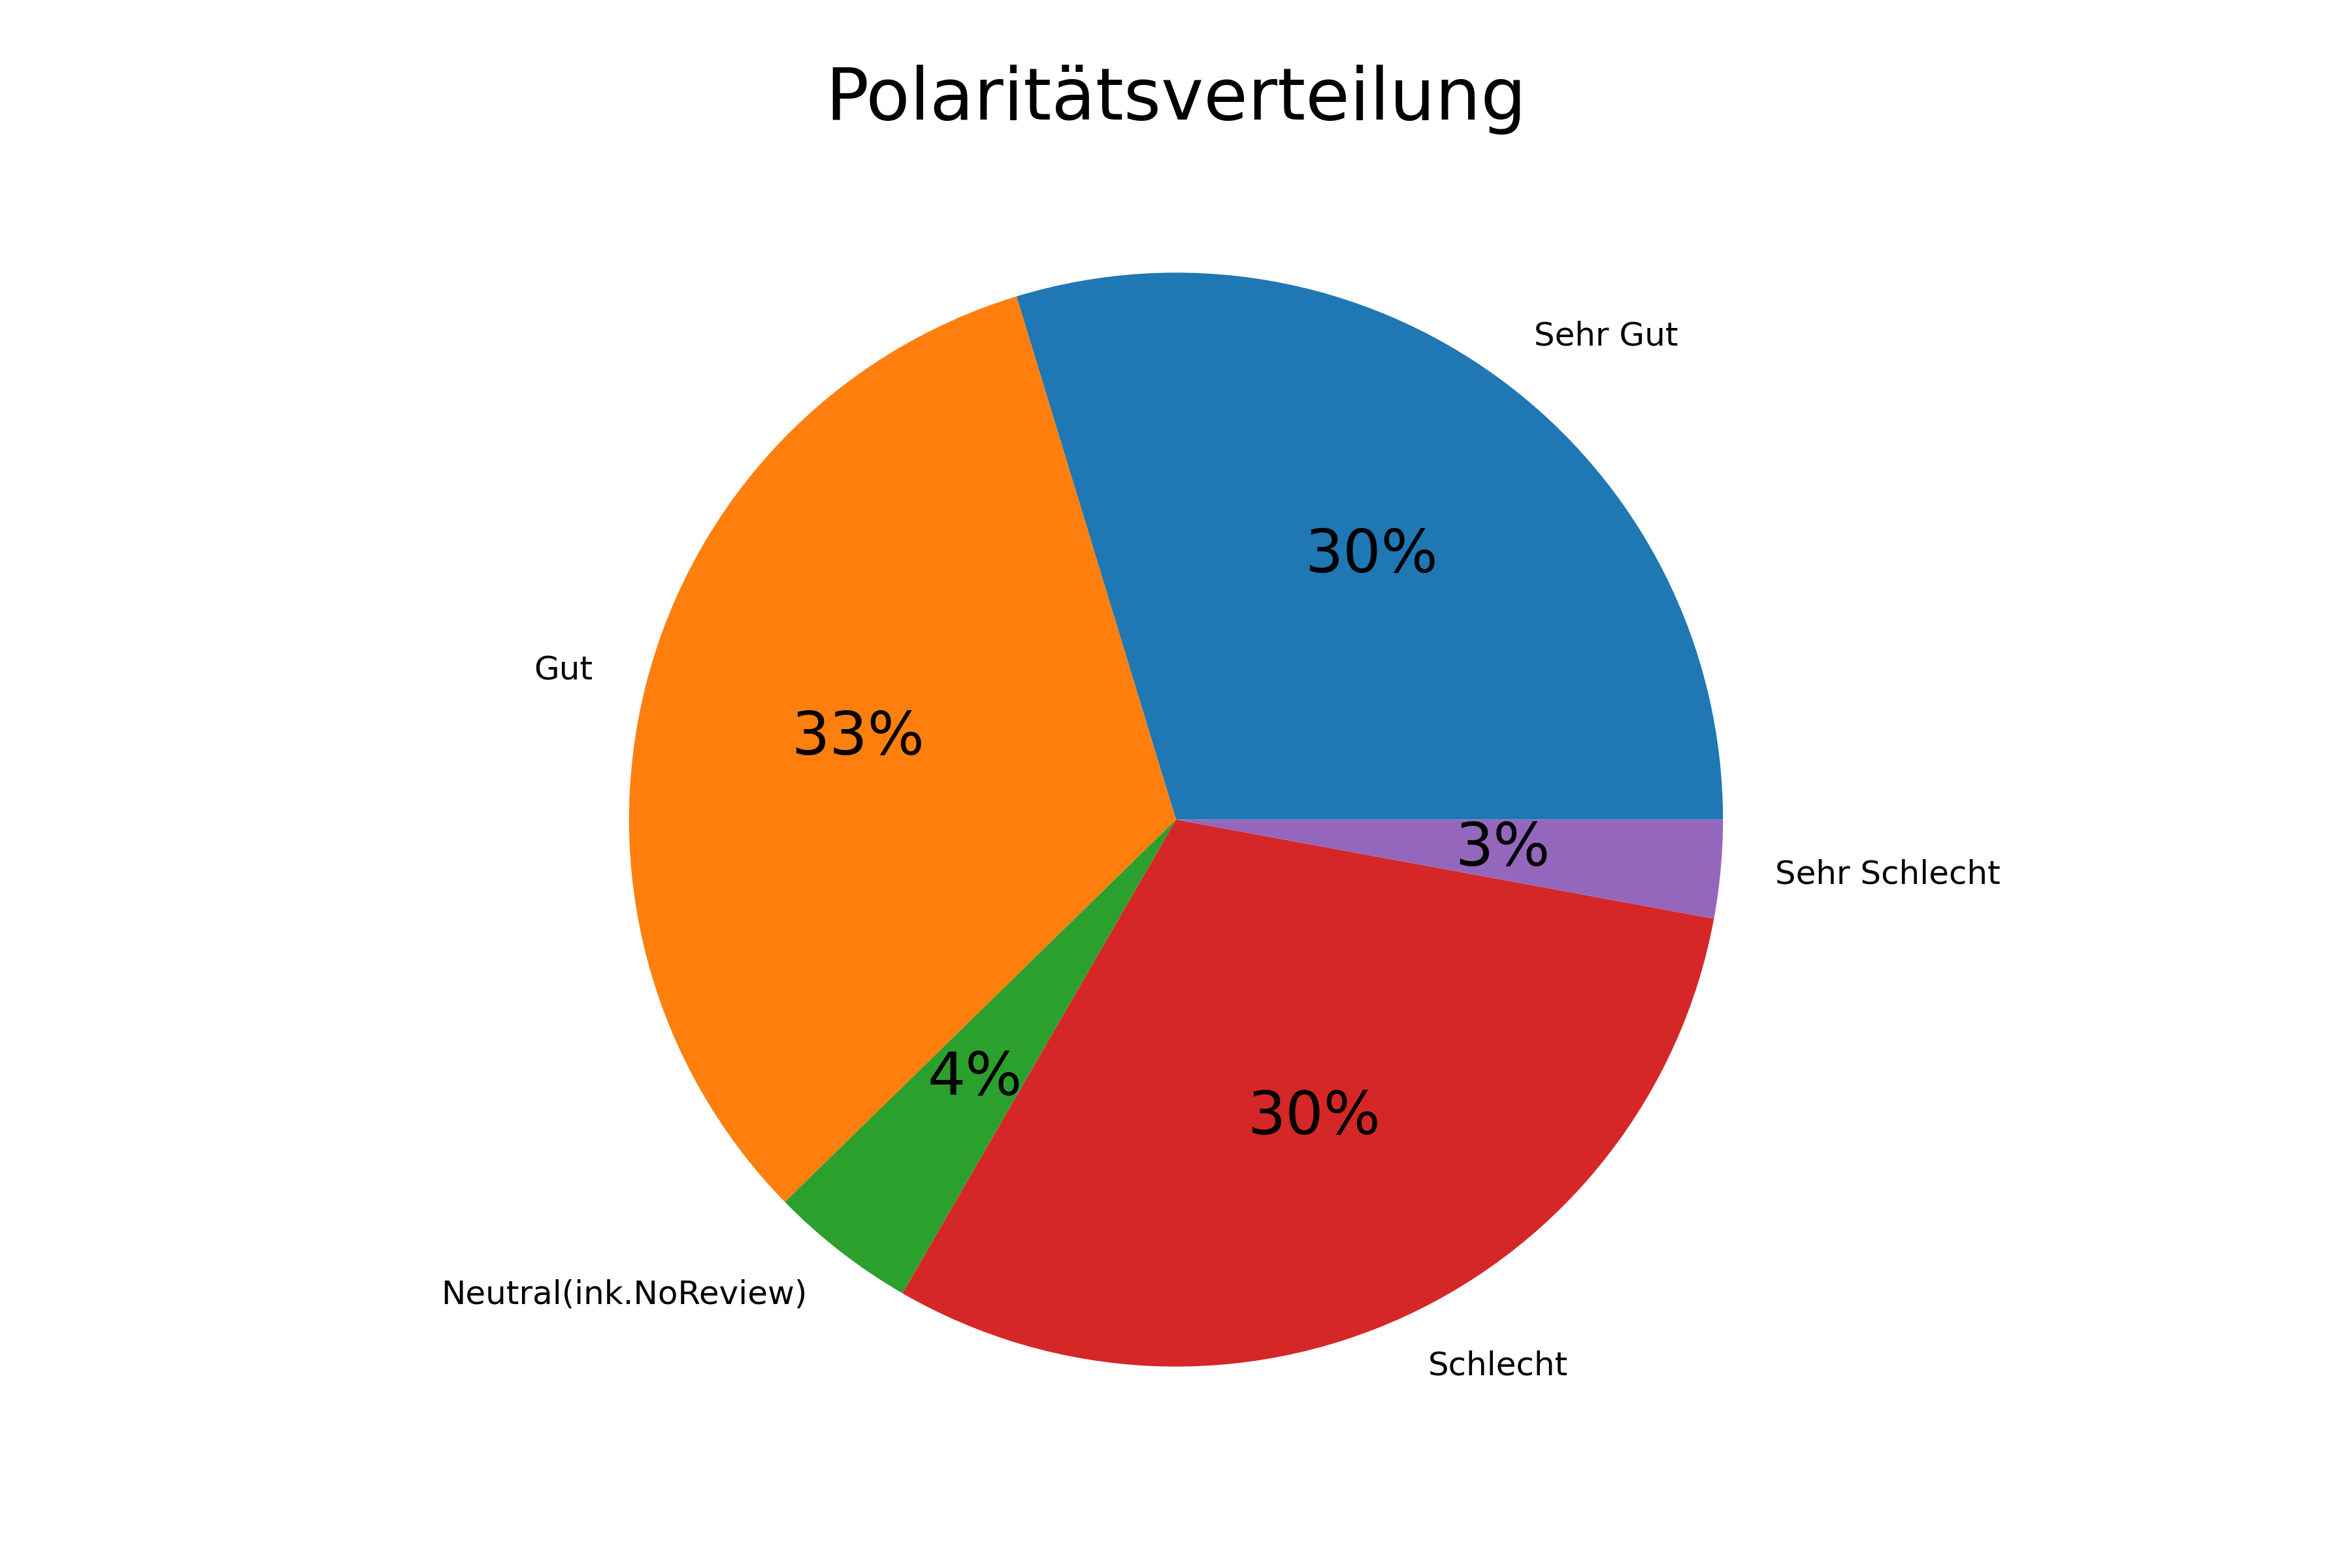 Polaritätsverteilung
Sehr Gut
30%
Gut
33%
3%
Sehr Schlecht
4%
30%
Neutral(ink.NoReview)
Schlecht